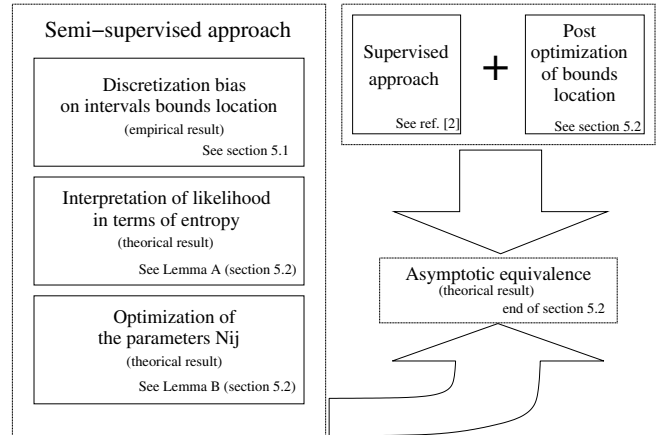 Semi-supervised approach
Discretization bias
on intervals bounds location
(empirical result)
See section 5.1
Interpretation of likelihood
in terms of entropy
(theorical result)
See Lemma A (section 5.2)
Optimization of
the parameters Nij
(theorical result)
See Lemma B (section 5.2)
Supervised
approach
See ref. [2]
+
Post
optimization
of bounds
location
See section 5.2
Asymptotic equivalence
(theorical result)
end of section 5.2